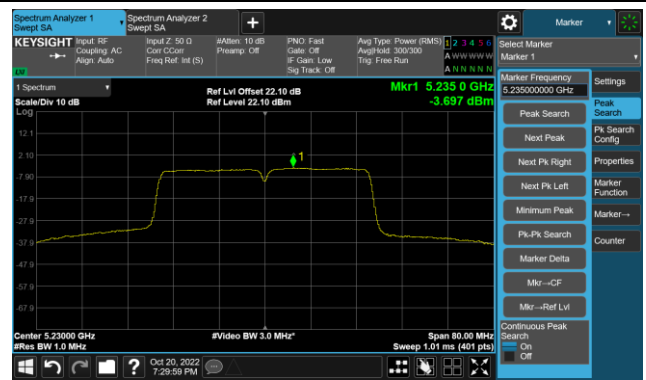 Spectrum Analyzer 1
Swept SA
Spectrum Analyzer 2
Swept SA
+
Marker
KEYSIGHT
Input: RF
Coupling: AC
Align: Auto
Input Z: 50 Ω
Corr CCorr
Freq Ref: Int (S)
#Atten: 10 dB
Preamp: Off
PNO: Fast
Gate: Off
IF Gain: Low
Sig Track: Off
Avg Type: Power (RMS)
Avg|Hold: 300/300
Trig: Free Run
1 2 3 4 5 6
A W W W W W
A N N N N N
Select Marker
Marker 1
1 Spectrum
Scale/Div 10 dB
Log
Ref Lvl Offset 22.10 dB
Ref Level 22.10 dBm
Mkr1 5.235 0 GHz
-3.697 dBm
12.1
2.10
-7.90
-17.9
-27.9
-37.9
-47.9
-57.9
-67.9
1
Center 5.23000 GHz
#Res BW 1.0 MHz
#Video BW 3.0 MHz*
Span 80.00 MHz
Sweep 1.01 ms (401 pts)
Marker Frequency
5.235000000 GHz
Peak Search
Next Peak
Next Pk Right
Next Pk Left
Minimum Peak
Pk-Pk Search
Marker Delta
Mkr→CF
Mkr→Ref Lvl
Continuous Peak
Search
On
Off
Settings
Peak
Search
Pk Search
Config
Properties
Marker
Function
Marker→
Counter
?
Oct 20, 2022
7:29:59 PM